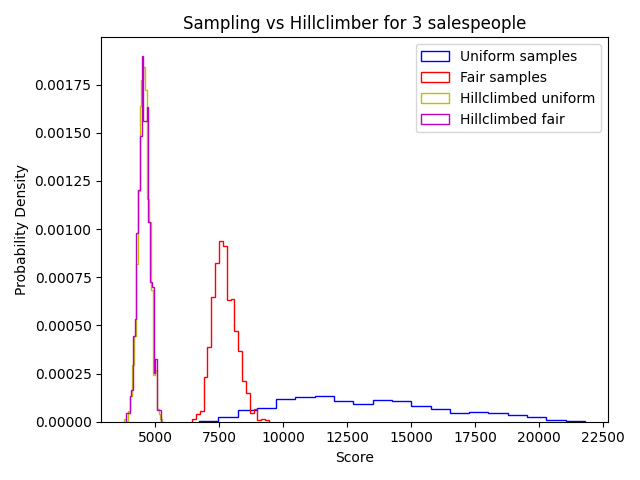 Sampling vs Hillclimber for 3 salespeople
Uniform samples
Fair samples
Hillclimbed uniform
Hillclimbed fair
Probability Density
0.00175
0.00150
0.00125
0.00100
0.00075
0.00050
0.00025
0.00000
5000 7500 10000 12500 15000 17500 20000 22500
Score